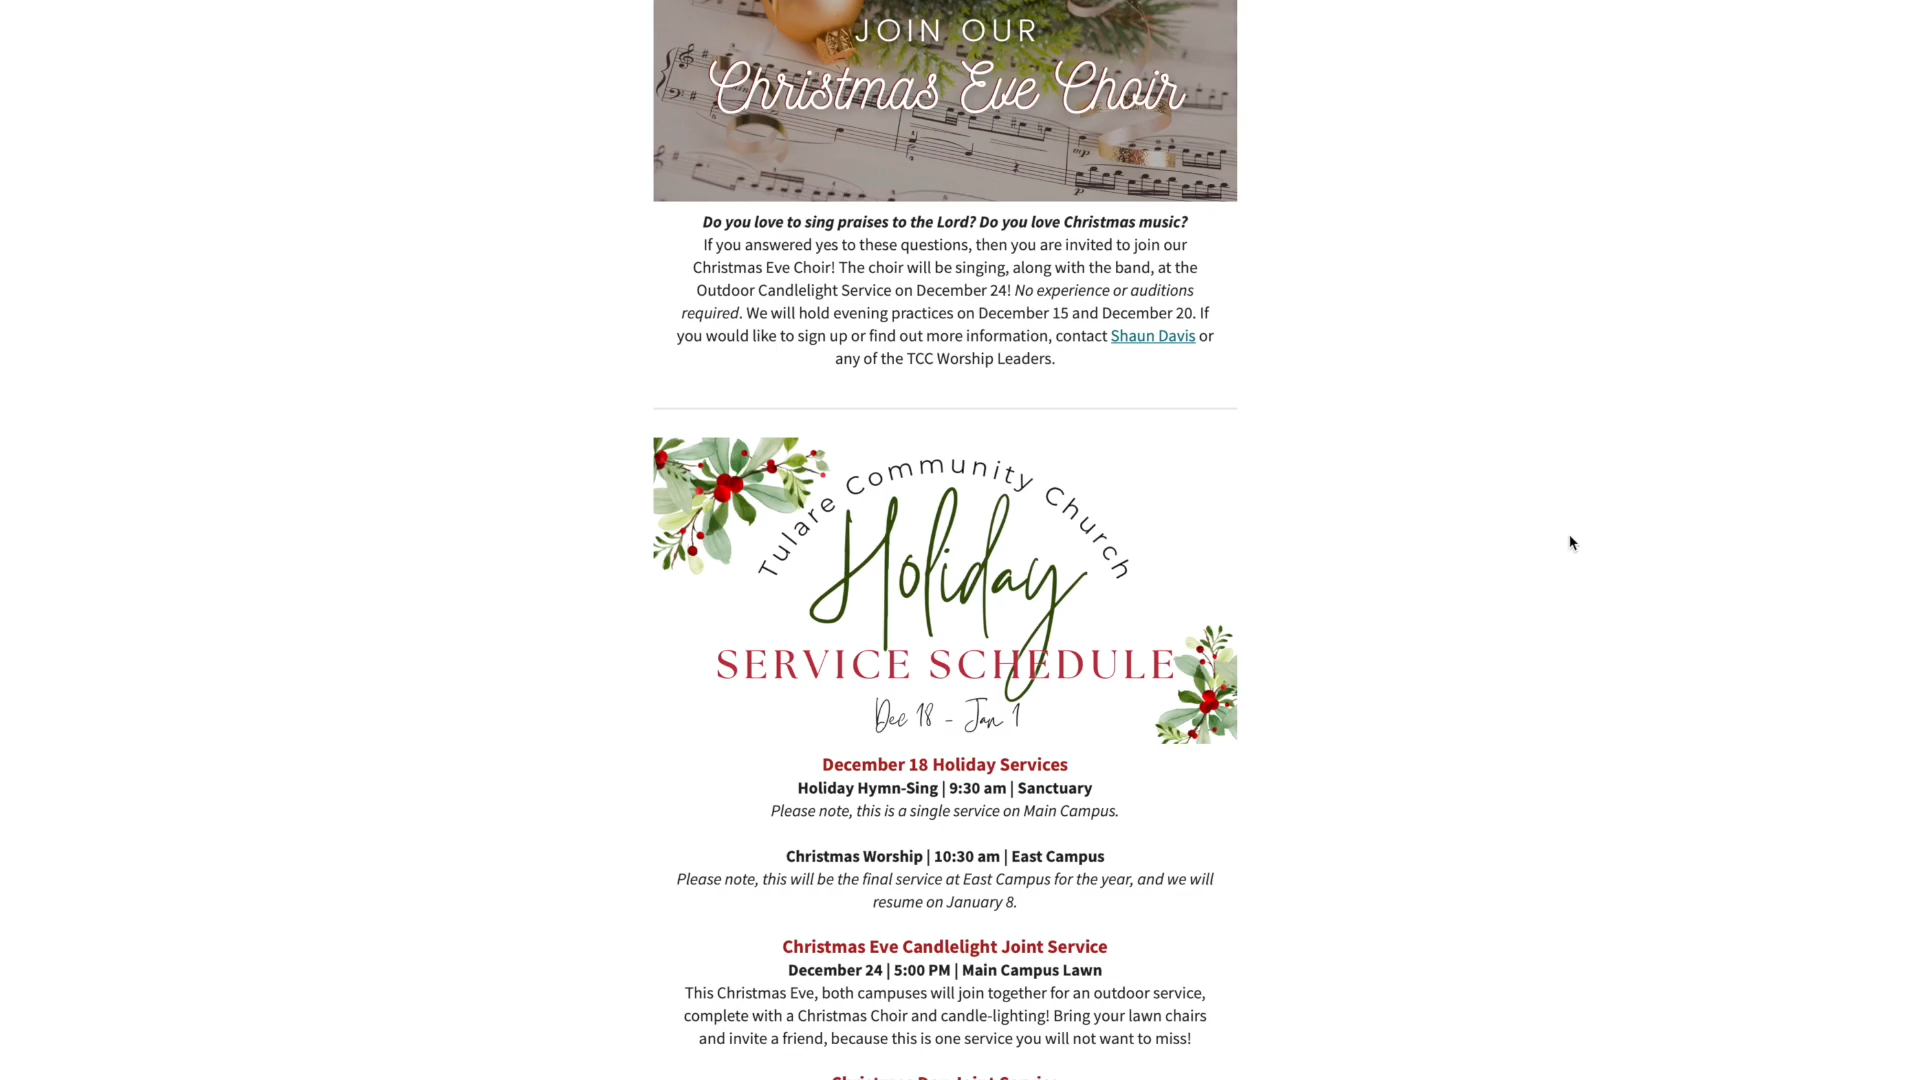 JOIN OUR
Christmas Eve Choir
Do you love to sing praises to the Lord? Do you love Christmas music?
If you answered yes to these questions, then you are invited to join our
Christmas Eve Choir! The choir will be singing, along with the band, at the
Outdoor Candlelight Service on December 24! No experience or auditions
required. We will hold evening practices on December 15 and December 20. If
you would like to sign up or find out more information, contact Shaun Davis or
any of the TCC Worship Leaders.
Tulare Community Church
Holiday
SERVICE SCHEDULE
Dec 18 - Jan 1
December 18 Holiday Services
Holiday Hymn-Sing | 9:30 am | Sanctuary
Please note, this is a single service on Main Campus.
Christmas Worship | 10:30 am | East Campus
Please note, this will be the final service at East Campus for the year, and we will
resume on January 8.
Christmas Eve Candlelight Joint Service
December 24 | 5:00 PM | Main Campus Lawn
This Christmas Eve, both campuses will join together for an outdoor service,
complete with a Christmas Choir and candle-lighting! Bring your lawn chairs
and invite a friend, because this is one service you will not want to miss!
Christmas Day Joint Service